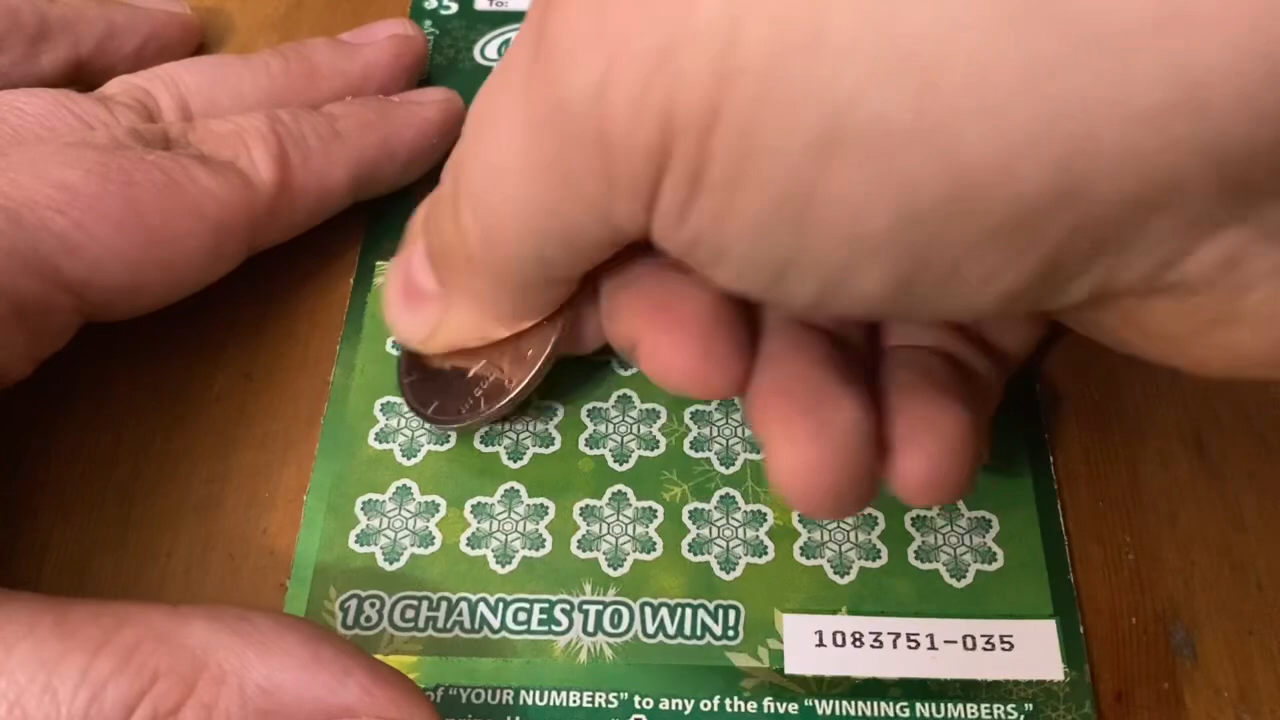 $5
To:
18 CHANCES TO WIN!
1083751-035
of "YOUR NUMBERS" to any of the five "WINNING NUMBERS,"